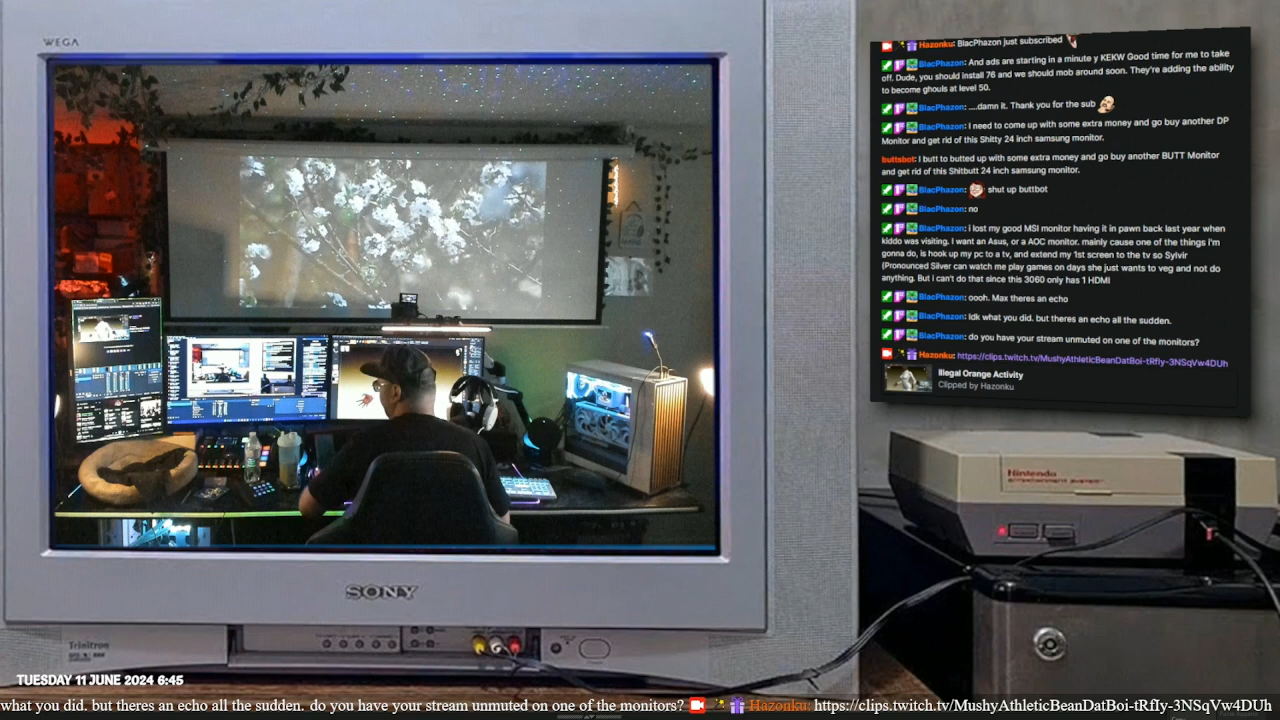 WEGA
Hazonku: BlacPhazon just subscribed
BlacPhazon: And ads are starting in a minute y KEKW Good time for me to take
off. Dude, you should install 76 and we should mob around soon. They're adding the ability
to become ghouls at level 50.
BlacPhazon: ....damn it. Thank you for the sub
BlacPhazon: I need to come up with some extra money and go buy another DP
Monitor and get rid of this Shitty 24 inch samsung monitor.
buttsbot: I butt to butted up with some extra money and go buy another BUTT Monitor
and get rid of this Shitbutt 24 inch samsung monitor.
BlacPhazon: shut up buttbot
BlacPhazon: no
BlacPhazon: i lost my good MSI monitor having it in pawn back last year when
kiddo was visiting. I want an Asus, or a AOC monitor. mainly cause one of the things i'm
gonna do, is hook up my pc to a tv, and extend my 1st screen to the tv so Sylvir
(Pronounced Silver can watch me play games on days she just wants to veg and not do
anything. But i can't do that since this 3060 only has 1 HDMI
BlacPhazon: oooh. Max theres an echo
BlacPhazon: Idk what you did. but theres an echo all the sudden.
BlacPhazon: do you have your stream unmuted on one of the monitors?
Hazonku: https://clips.twitch.tv/MushyAthleticBeanDatBoi-tRfIy-3NSqVw4DUh
Illegal Orange Activity
Clipped by Hazonku
Nintendo
ENTERTAINMENT SYSTEM
SONY
Trinitron
TUESDAY 11 JUNE 2024 6:45
what you did. but theres an echo all the sudden. do you have your stream unmuted on one of the monitors? Hazonku: https://clips.twitch.tv/MushyAthleticBeanDatBoi-tRfIy-3NSqVw4DUh